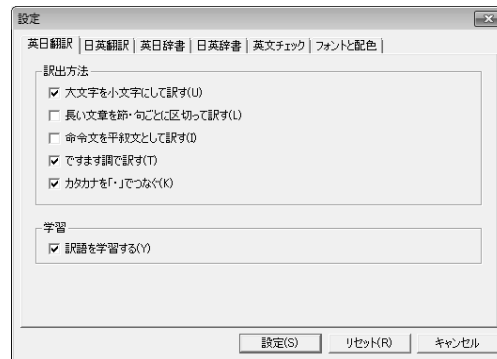 設定
英日翻訳 | 日英翻訳 | 英日辞書 | 日英辞書 | 英文チェック | フォントと配色 |
訳出方法
大文字を小文字にして訳す(U)
長い文章を節・句ごとに区切って訳す(L)
命令文を平叙文として訳す(I)
ですます調で訳す(T)
カタカナを「・」でつなぐ(K)
学習
訳語を学習する(Y)
設定(S) リセット(R) キャンセル